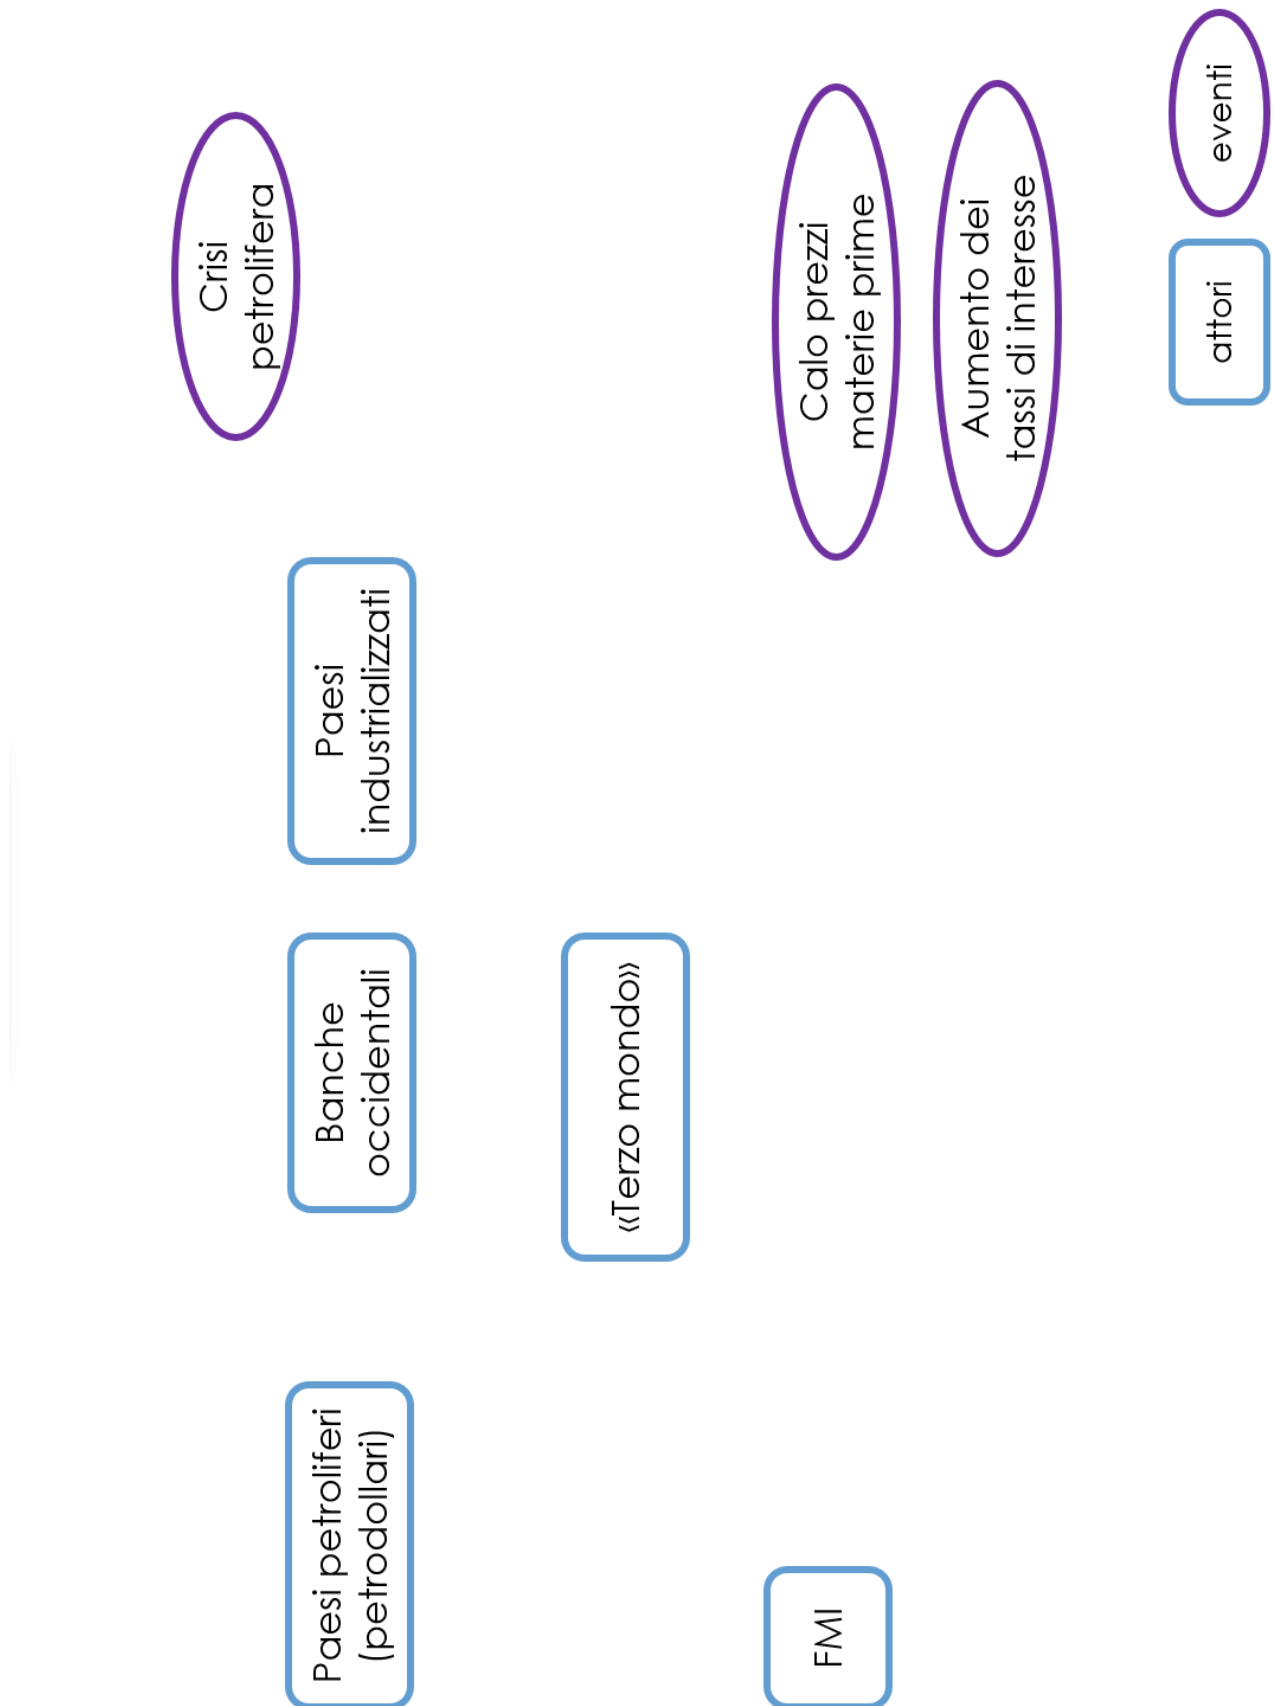 Crisi
petrolifera
Paesi petroliferi
(petrodollari)
Banche
occidentali
Paesi
industrializzati
«Terzo mondo»
FMI
Calo prezzi
materie prime
Aumento dei
tassi di interesse
attori
eventi